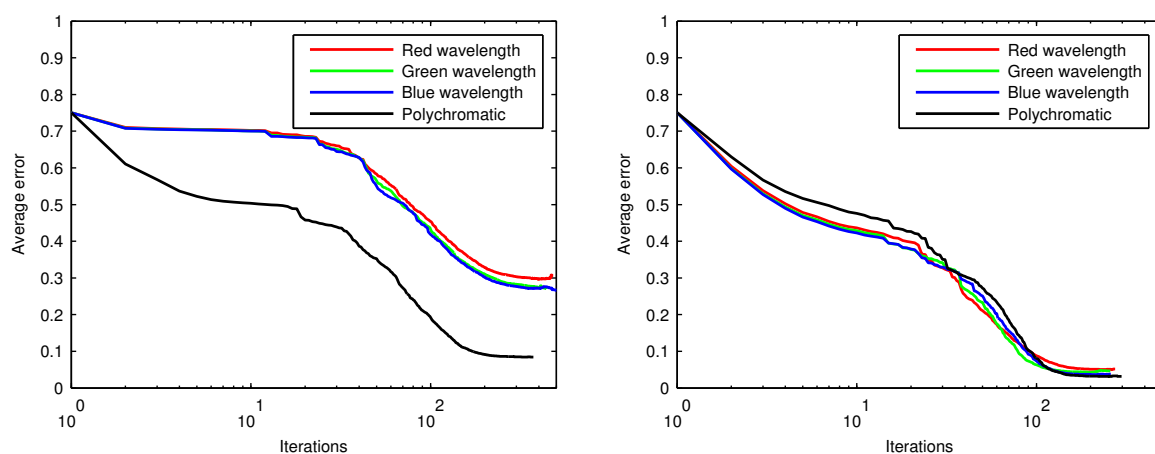 1
0.9
0.8
0.7
0.6
0.5
0.4
0.3
0.2
0.1
0
Average error
10^0
10^1
10^2
Iterations
Red wavelength
Green wavelength
Blue wavelength
Polychromatic
1
0.9
0.8
0.7
0.6
0.5
0.4
0.3
0.2
0.1
0
Average error
10^0
10^1
10^2
Iterations
Red wavelength
Green wavelength
Blue wavelength
Polychromatic